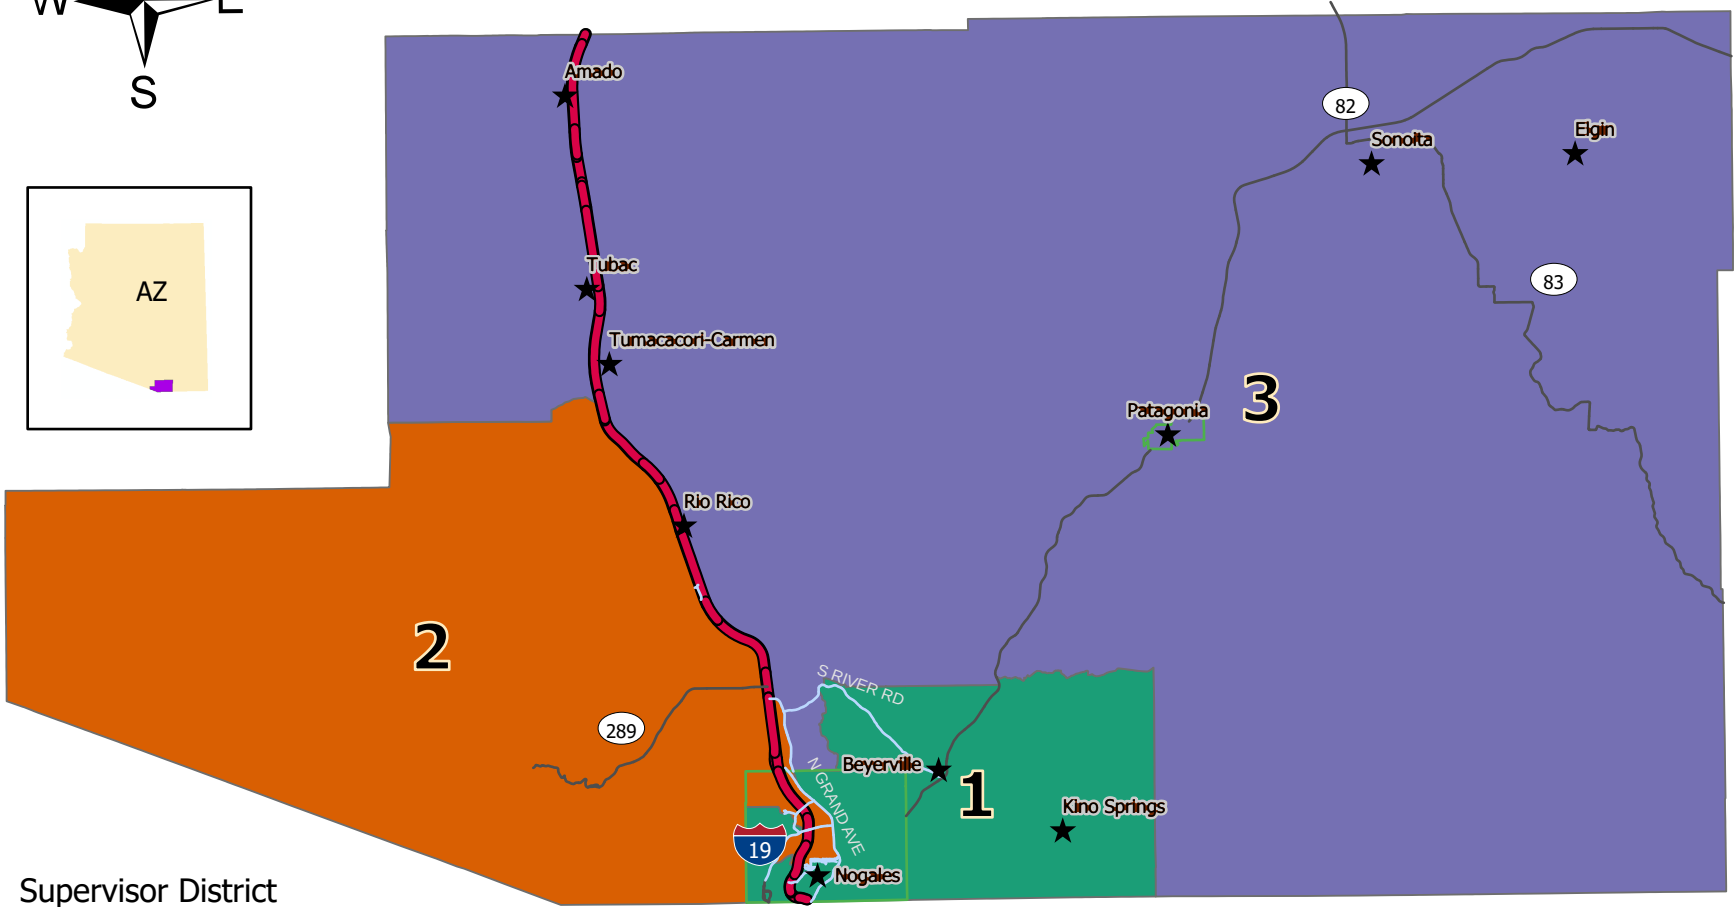 W
E
S
Amado
82
Sonoita
Elgin
AZ
Tubac
83
Tumacacori-Carmen
3
Patagonia
Rio Rico
2
S RIVER RD
289
Beyerville
N GRAND AVE
1
Kino Springs
19
Nogales
Supervisor District